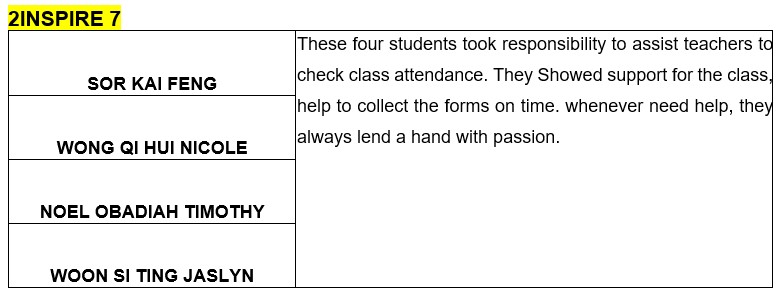 2INSPIRE 7
SOR KAI FENG
WONG QI HUI NICOLE
NOEL OBADIAH TIMOTHY
WOON SI TING JASLYN
These four students took responsibility to assist teachers to
check class attendance. They Showed support for the class,
help to collect the forms on time. whenever need help, they
always lend a hand with passion.